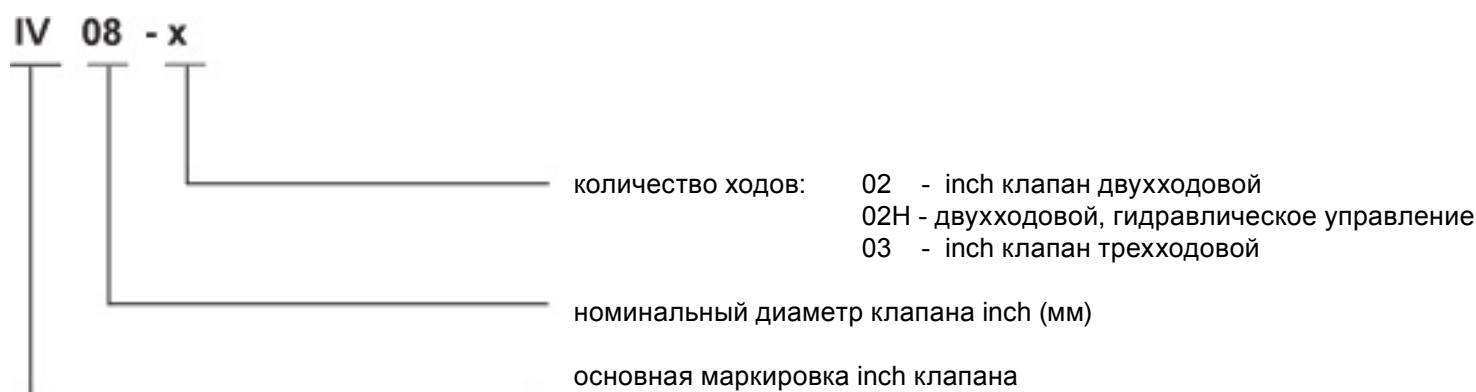 IV 08 - x
количество ходов: 02 - inch клапан двухходовой
02H - двухходовой, гидравлическое управление
03 - inch клапан трехходовой
номинальный диаметр клапана inch (мм)
основная маркировка inch клапана